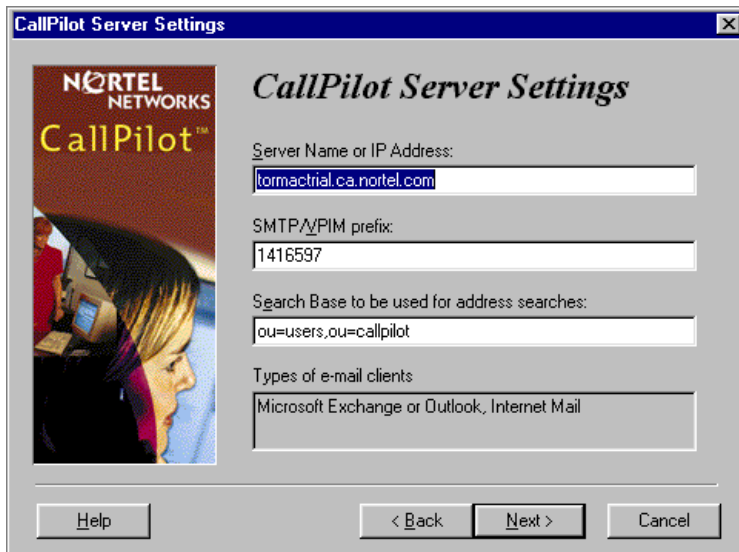 CallPilot Server Settings
NORTEL
NETWORKS
CallPilot™
CallPilot Server Settings
Server Name or IP Address:
tormactrial.ca.nortel.com
SMTP/VPIM prefix:
1416597
Search Base to be used for address searches:
ou=users,ou=callpilot
Types of e-mail clients
Microsoft Exchange or Outlook, Internet Mail
Help
< Back
Next >
Cancel